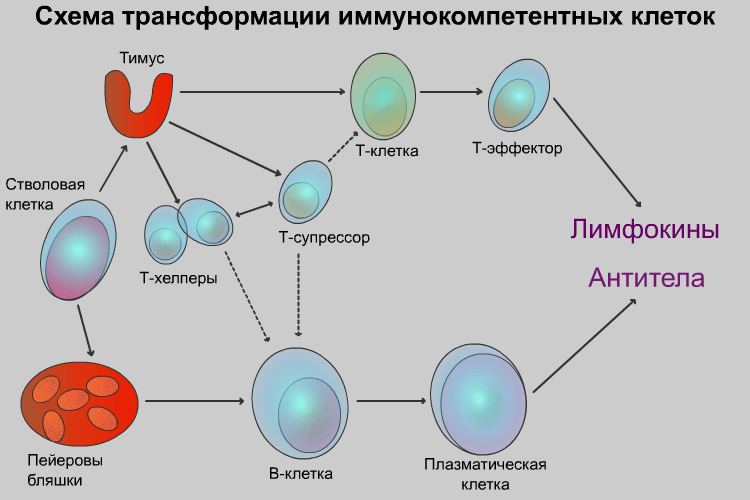 Схема трансформации иммунокомпетентных клеток
Тимус
Т-клетка
Т-эффектор
Стволовая
клетка
Т-хелперы
Т-супрессор
Лимфокины
Антитела
Пейеровы
бляшки
В-клетка
Плазматическая
клетка